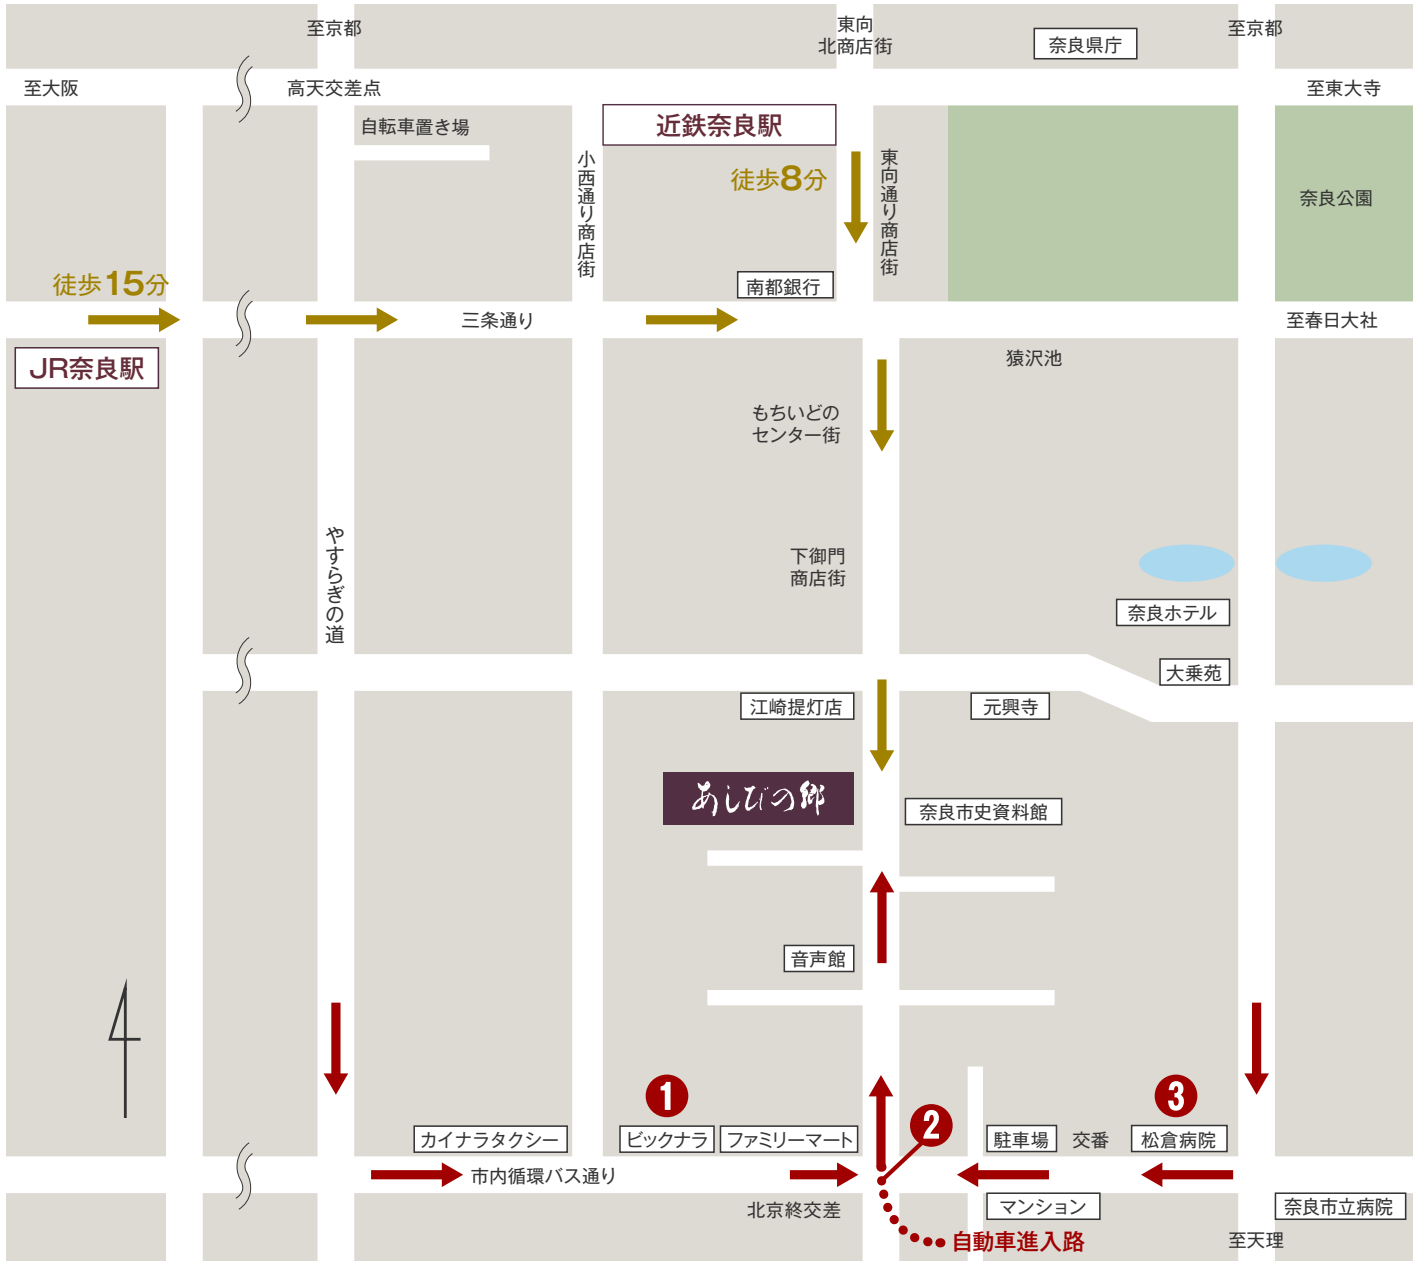 至京都
東向
北商店街
奈良県庁
至京都
至大阪
高天交差点
至東大寺
自転車置き場
近鉄奈良駅
小西通り商店街
徒歩8分
東向通り商店街
奈良公園
徒歩15分
南都銀行
三条通り
至春日大社
JR奈良駅
猿沢池
もちいどの
センター街
やすらぎの道
下御門
商店街
奈良ホテル
大乗苑
江崎提灯店
元興寺
あしびの郷
奈良市史資料館
音声館
1
2
3
カイナラタクシー
ビックナラ
ファミリーマート
駐車場
交番
松倉病院
市内循環バス通り
北京終交差
マンション
奈良市立病院
自動車進入路
至天理